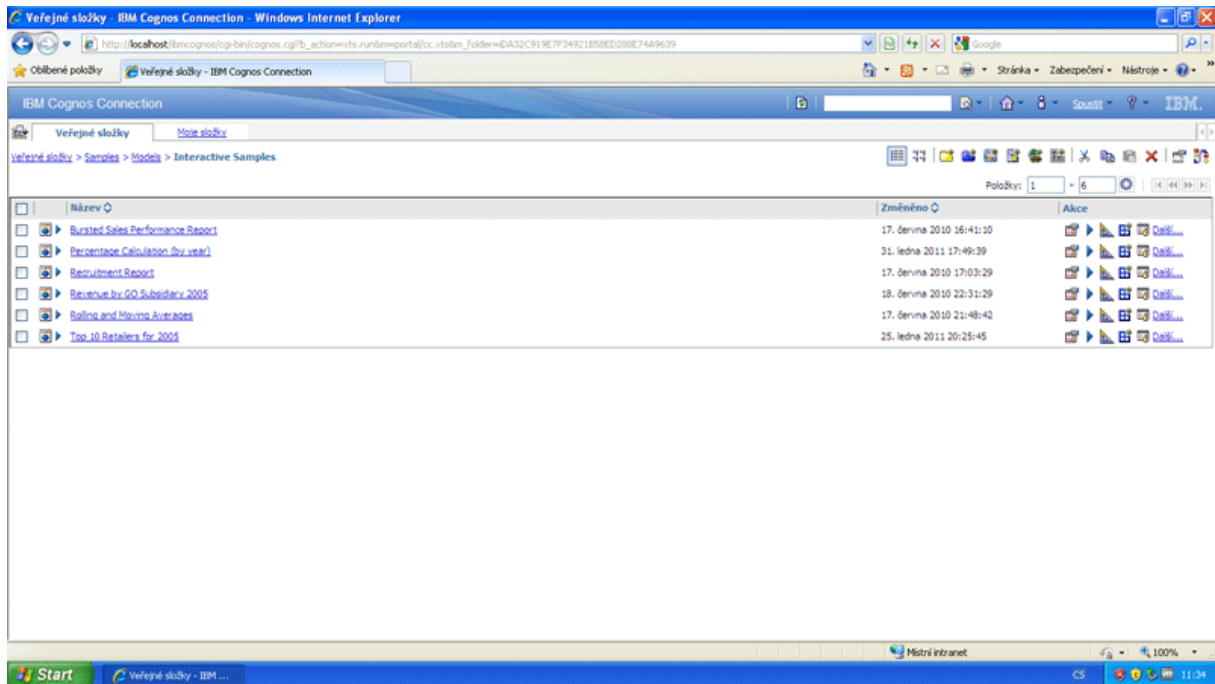 Veřejné složky - IBM Cognos Connection - Windows Internet Explorer
http://localhost/ibmcognos/cgi-bin/cognos.cgi?b_action=xts.run&m=portal/cc.xts&m_folder=
Google
Oblíbené položky Veřejné složky - IBM Cognos Connection Stránka Zabezpečení Nástroje
IBM Cognos Connection Spustit IBM.
Veřejné složky Moje složky
Veřejné složky > Samples > Models > Interactive Samples
Položky: 1 - 6
Název Změněno Akce
Bursted Sales Performance Report 17. června 2010 16:41:10 Další...
Percentage Calculation (by year) 31. ledna 2011 17:49:39 Další...
Recruitment Report 17. června 2010 17:03:29 Další...
Revenue by GO Subsidiary 2005 18. června 2010 22:31:29 Další...
Rolling and Moving Averages 17. června 2010 21:48:42 Další...
Top 10 Retailers for 2005 25. ledna 2011 20:25:45 Další...
Místní intranet 100%
Start Veřejné složky - IBM ... CS 11:34